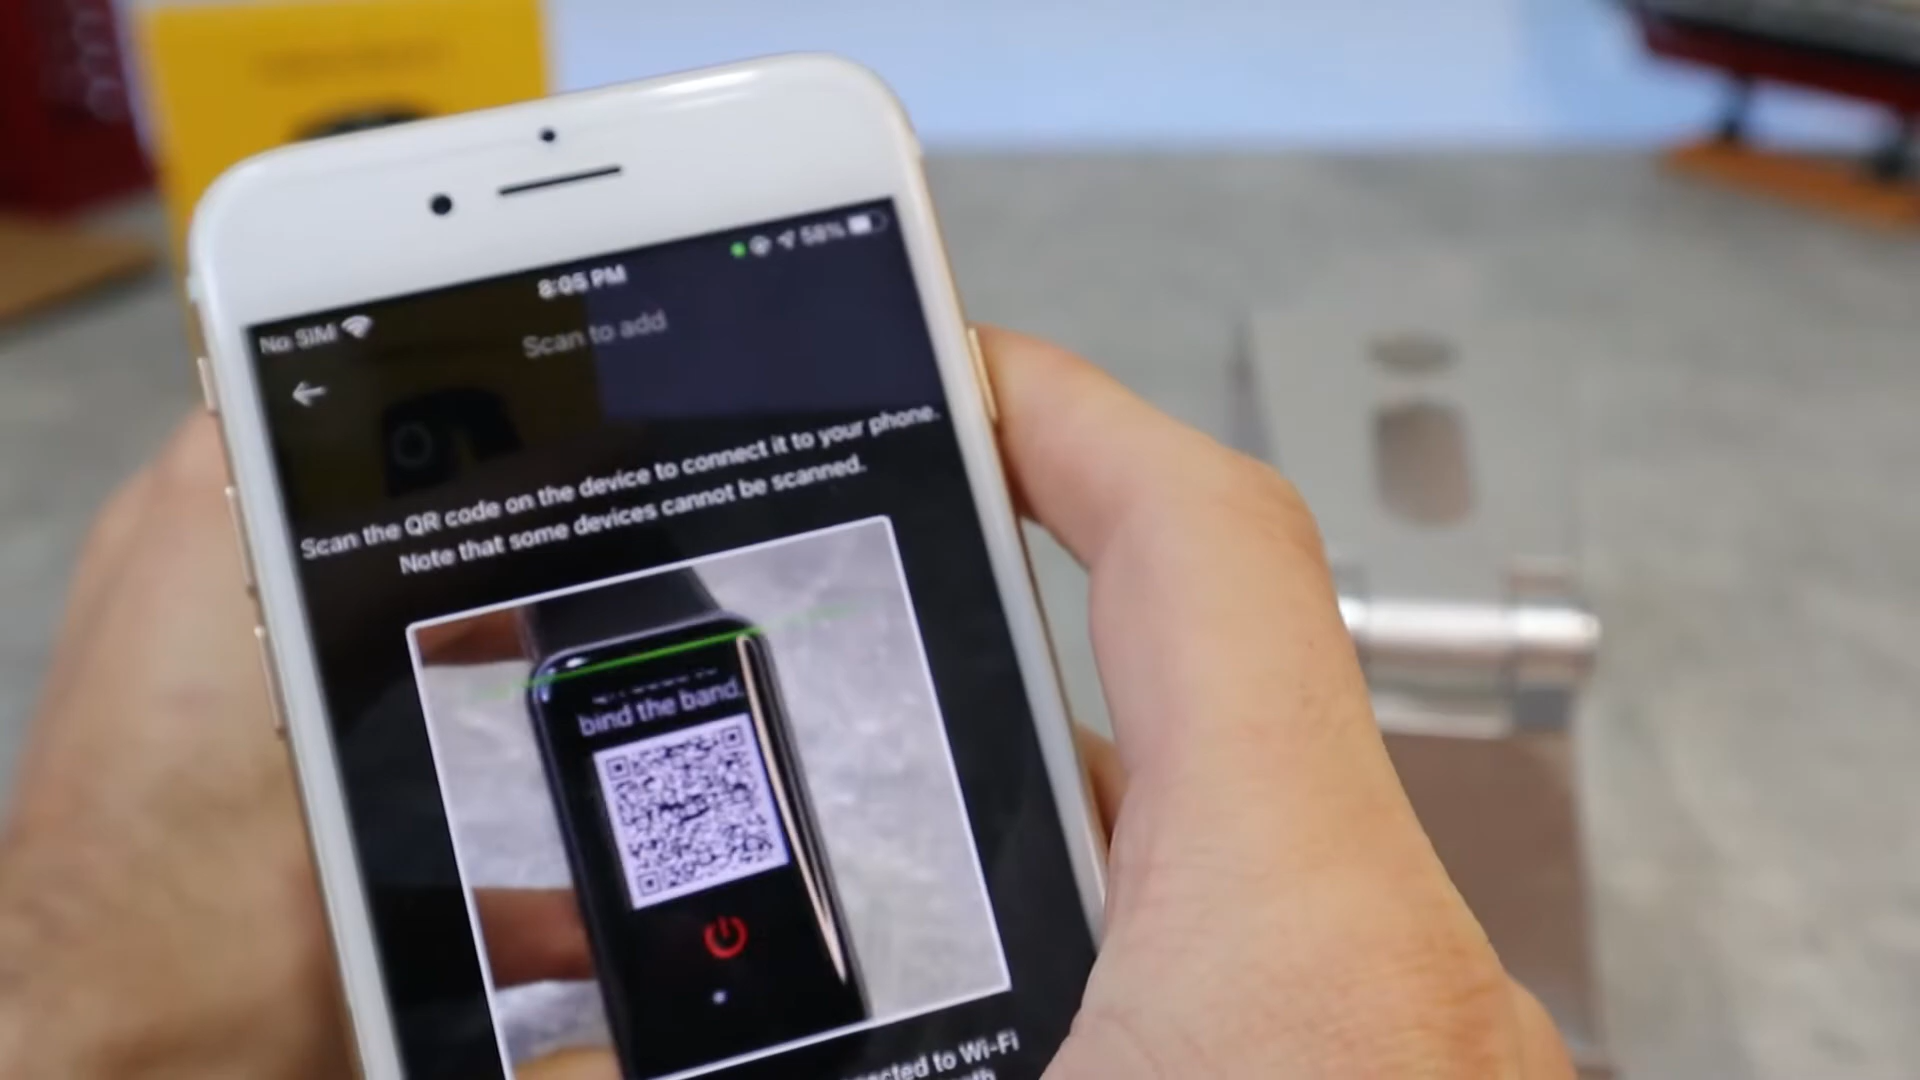 8:05 PM
58%
No SIM
Scan to add
Scan the QR code on the device to connect it to your phone.
Note that some devices cannot be scanned.
bind the band.
to Wi-Fi